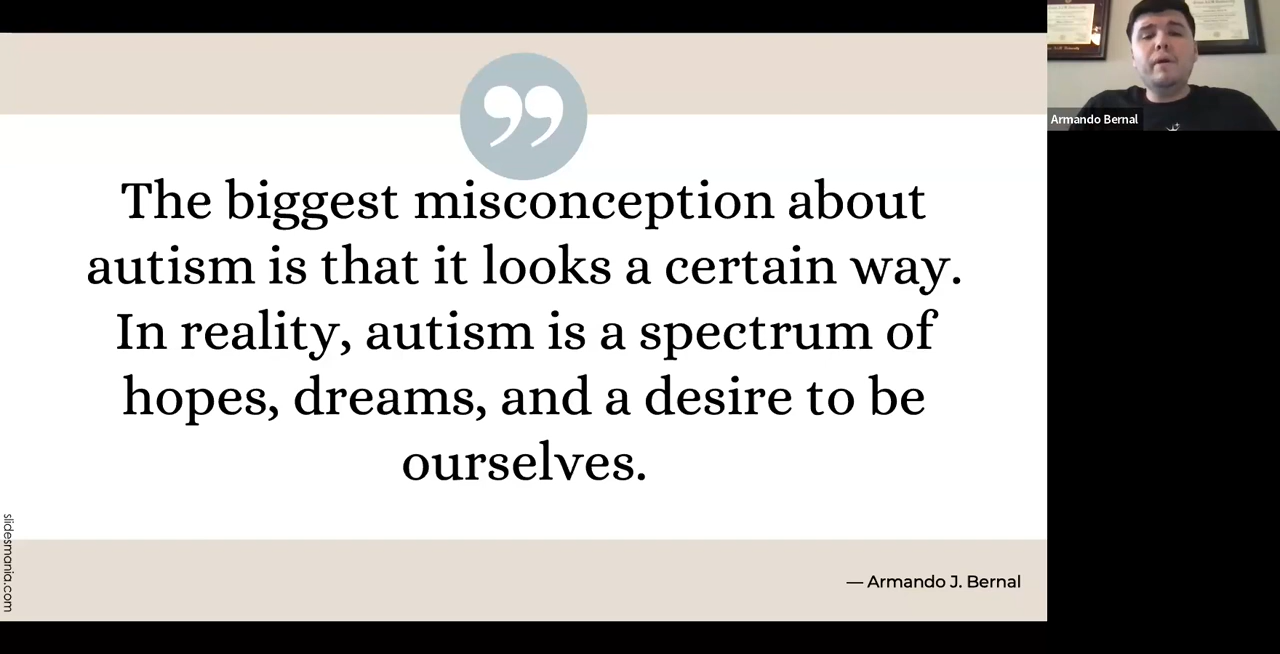 The biggest misconception about
autism is that it looks a certain way.
In reality, autism is a spectrum of
hopes, dreams, and a desire to be
ourselves.
— Armando J. Bernal
slidesmania.com
Armando Bernal